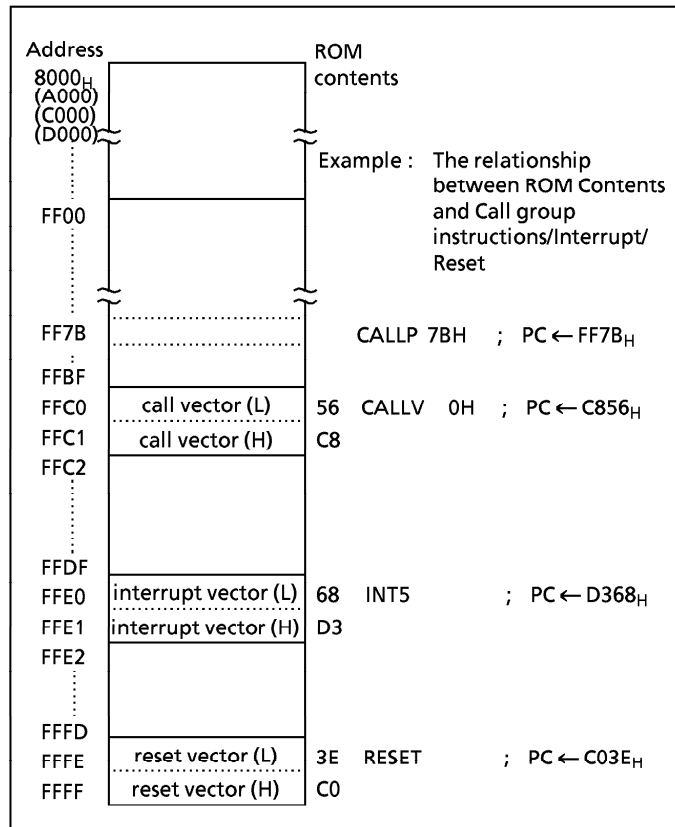 Address ROM contents
8000H
(A000)
(C000)
(D000)
Example : The relationship
between ROM Contents
and Call group
instructions/Interrupt/
Reset
FF00
FF7B CALLP 7BH ; PC ← FF7BH
FFBF
FFC0 call vector (L) 56 CALLV 0H ; PC ← C856H
FFC1 call vector (H) C8
FFC2
FFDF
FFE0 interrupt vector (L) 68 INT5 ; PC ← D368H
FFE1 interrupt vector (H) D3
FFE2
FFFD
FFFE reset vector (L) 3E RESET ; PC ← C03EH
FFFF reset vector (H) C0